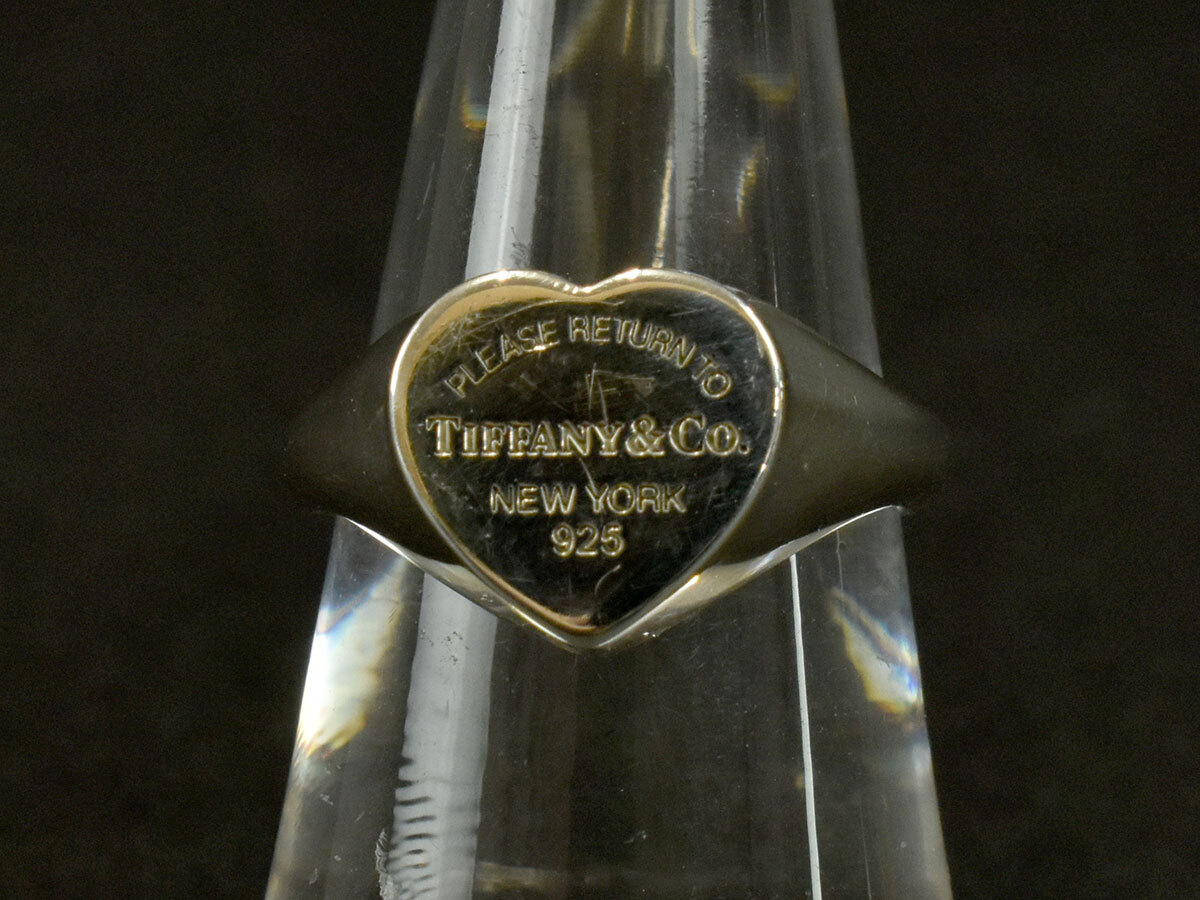 PLEASE RETURN TO
TIFFANY & CO.
NEW YORK
925